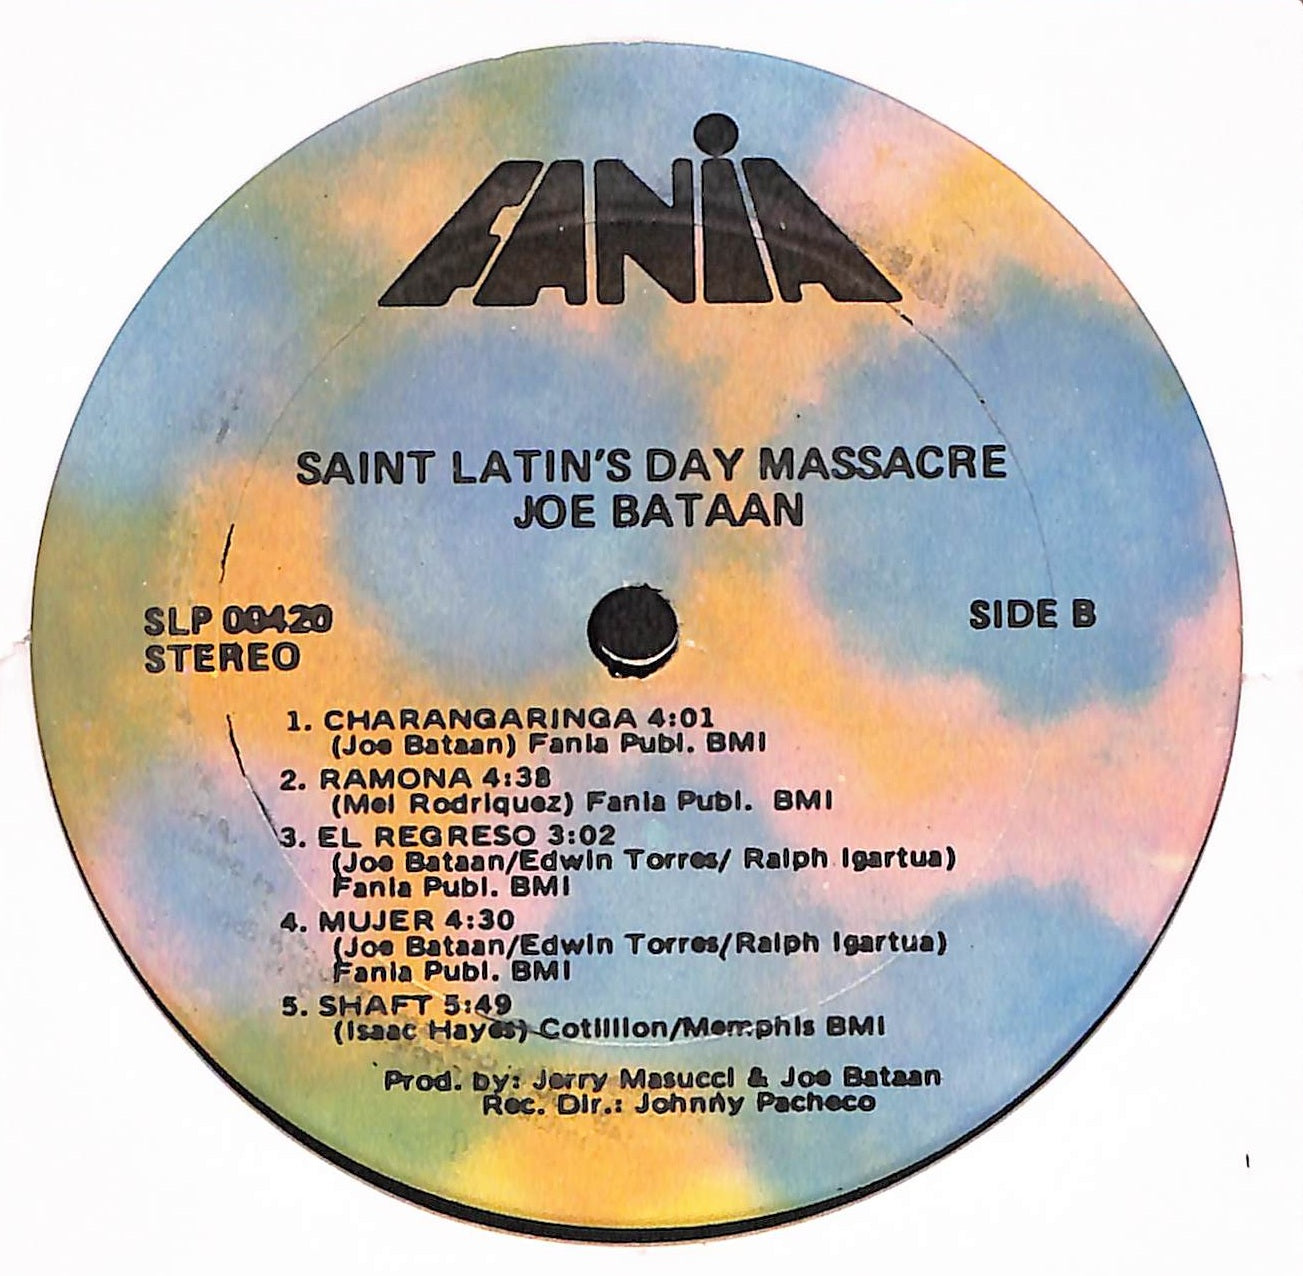 FANIA
SAINT LATIN'S DAY MASSACRE
JOE BATAAN
SLP 00420
STEREO
SIDE B
1. CHARANGARINGA 4:01
(Joe Bataan) Fania Publ. BMI
2. RAMONA 4:38
(Mel Rodriquez) Fania Publ. BMI
3. EL REGRESO 3:02
(Joe Bataan/Edwin Torres/ Ralph Igartua)
Fania Publ. BMI
4. MUJER 4:30
(Joe Bataan/Edwin Torres/Ralph Igartua)
Fania Publ. BMI
5. SHAFT 5:49
(Isaac Hayes) Cotillion/Memphis BMI
Prod. by: Jerry Masucci & Joe Bataan
Rec. Dir.: Johnny Pacheco